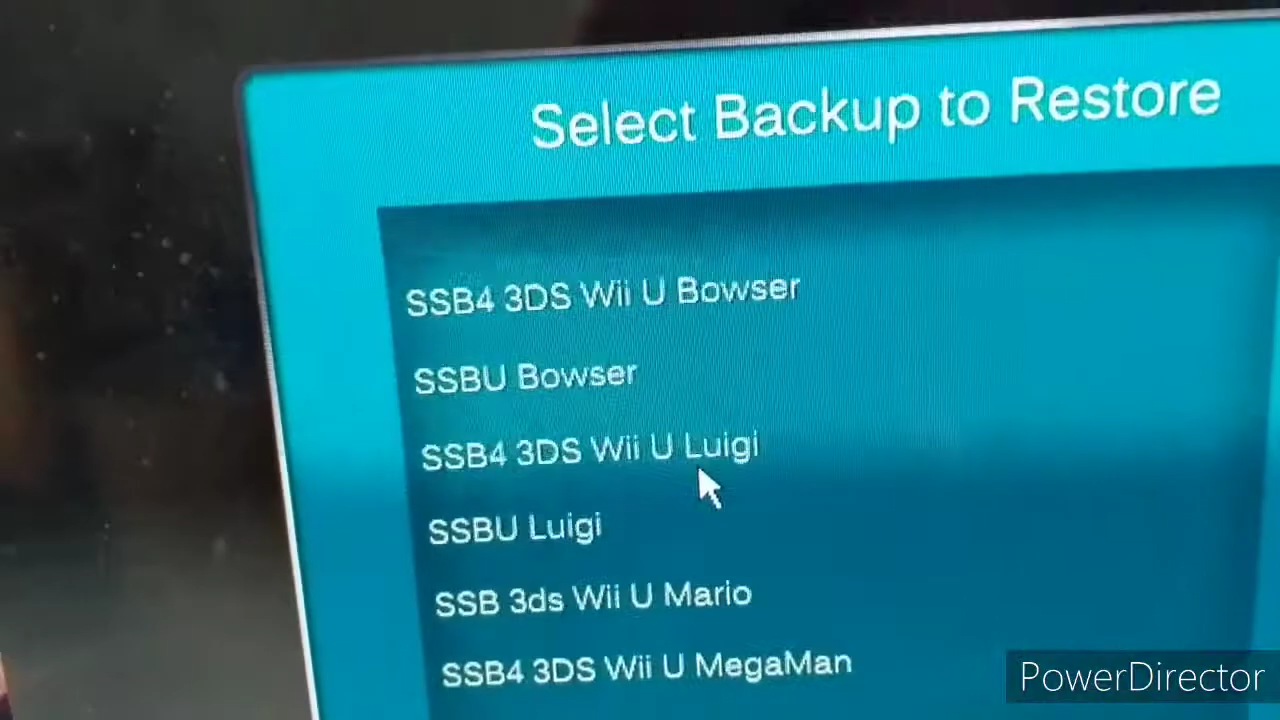 Select Backup to Restore
SSB4 3DS Wii U Bowser
SSBU Bowser
SSB4 3DS Wii U Luigi
SSBU Luigi
SSB 3ds Wii U Mario
SSB4 3DS Wii U MegaMan
PowerDirector